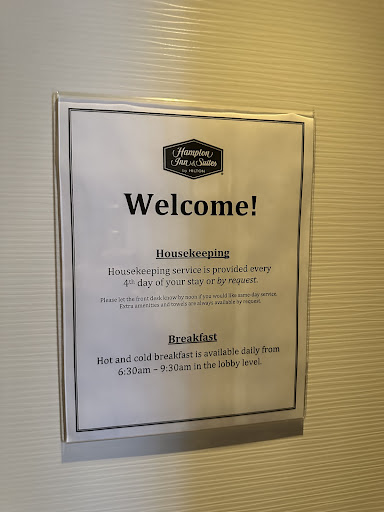 Hampton
Inn & Suites
by HILTON
Welcome!
Housekeeping
Housekeeping service is provided every
4th day of your stay or by request.
Please let the front desk know by noon if you would like same-day service.
Extra amenities and towels are always available by request.
Breakfast
Hot and cold breakfast is available daily from
6:30am – 9:30am in the lobby level.